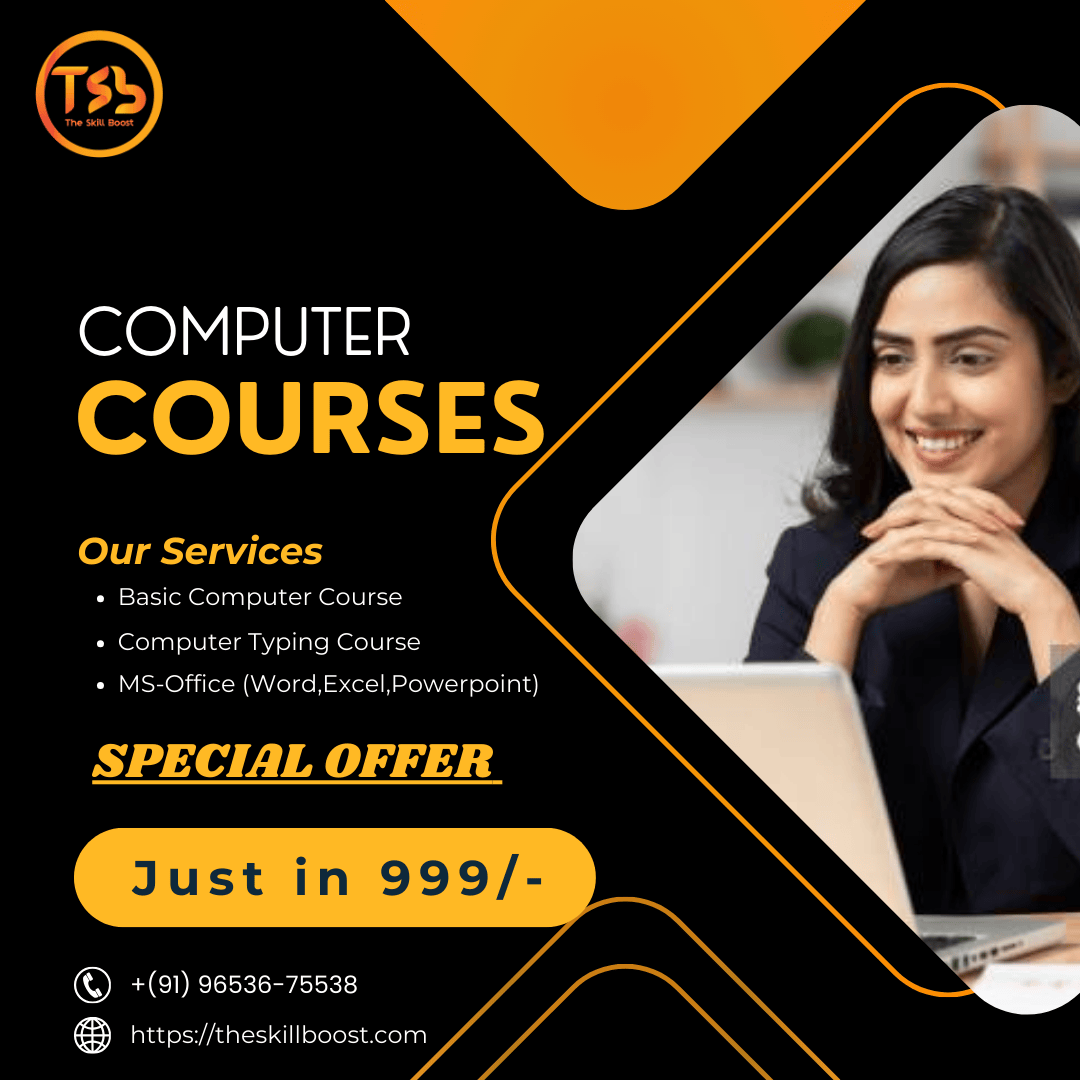 TSb
The Skill Boost
COMPUTER
COURSES
Our Services
• Basic Computer Course
• Computer Typing Course
• MS-Office (Word,Excel,Powerpoint)
SPECIAL OFFER
Just in 999/-
+(91) 96536-75538
https://theskillboost.com